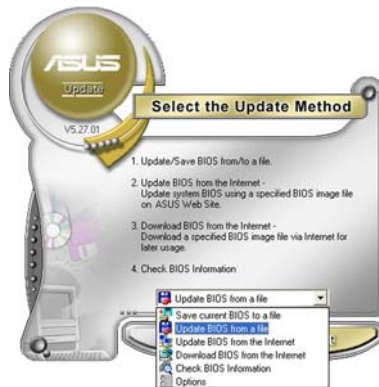 ASUS
Update
V5.27.01
Select the Update Method
1. Update/Save BIOS from/to a file.
2. Update BIOS from the Internet -
Update system BIOS using a specified BIOS image file
on ASUS Web Site.
3. Download BIOS from the Internet -
Download a specified BIOS image file via Internet for
later usage.
4. Check BIOS Information
Update BIOS from a file
Save current BIOS to a file
Update BIOS from a file
Update BIOS from the Internet
Download BIOS from the Internet
Check BIOS Information
Options